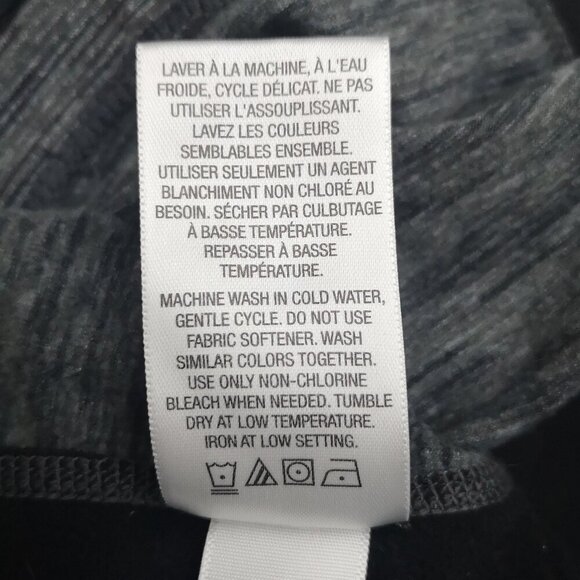 LAVER À LA MACHINE, À L'EAU
FROIDE, CYCLE DÉLICAT. NE PAS
UTILISER L'ASSOUPLISSANT.
LAVEZ LES COULEURS
SEMBLABLES ENSEMBLE.
UTILISER SEULEMENT UN AGENT
BLANCHIMENT NON CHLORÉ AU
BESOIN. SÉCHER PAR CULBUTAGE
À BASSE TEMPÉRATURE.
REPASSER À BASSE
TEMPÉRATURE.
MACHINE WASH IN COLD WATER,
GENTLE CYCLE. DO NOT USE
FABRIC SOFTENER. WASH
SIMILAR COLORS TOGETHER.
USE ONLY NON-CHLORINE
BLEACH WHEN NEEDED. TUMBLE
DRY AT LOW TEMPERATURE.
IRON AT LOW SETTING.